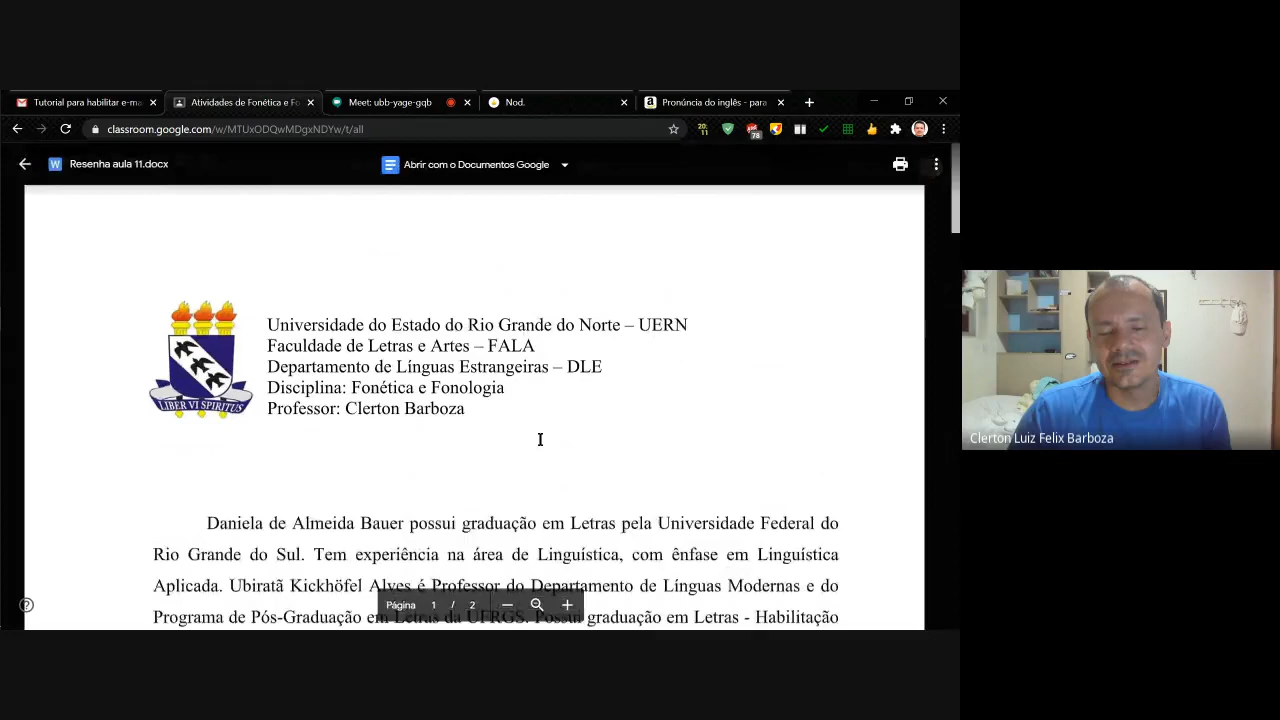 Tutorial para habilitar e-ma
Atividades de Fonética e Fo
Meet: ubb-yage-gqb
Nod.
Pronúncia do inglês - para
classroom.google.com/w/MTUxODQwMDgxNDYw/t/all
20.
11
78
W
Resenha aula 11.docx
Abrir com o Documentos Google
Universidade do Estado do Rio Grande do Norte – UERN
Faculdade de Letras e Artes – FALA
Departamento de Línguas Estrangeiras – DLE
Disciplina: Fonética e Fonologia
Professor: Clerton Barboza
LIBER VI SPIRITUS
Clerton Luiz Felix Barboza
Daniela de Almeida Bauer possui graduação em Letras pela Universidade Federal do
Rio Grande do Sul. Tem experiência na área de Linguística, com ênfase em Linguística
Aplicada. Ubiratã Kickhöfel Alves é Professor do Departamento de Línguas Modernas e do
Programa de Pós-Graduação em Letras da UFRGS. Possui graduação em Letras - Habilitação
Página 1 / 2